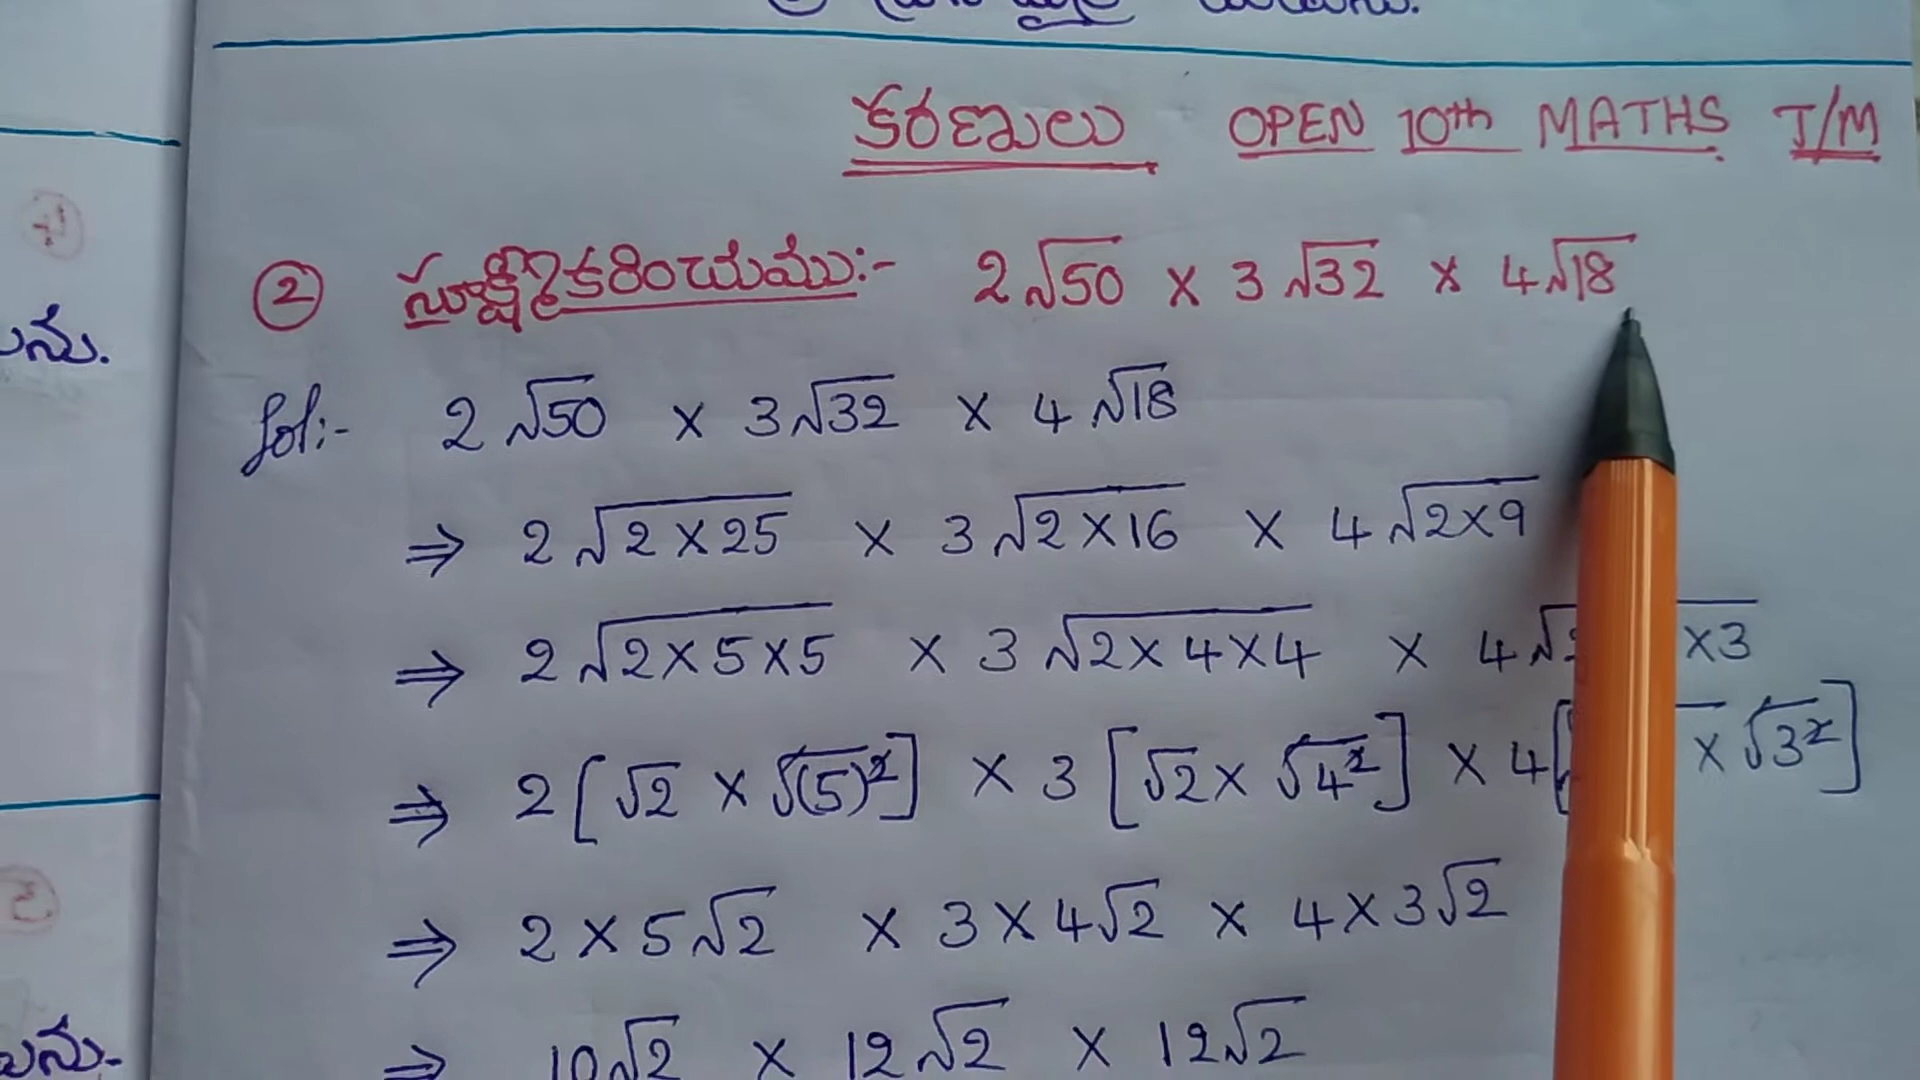 కరణులు OPEN 10th MATHS T/M
② సూక్ష్మీకరించుము:- 2√50 × 3√32 × 4√18
Sol:- 2√50 × 3√32 × 4√18
⇒ 2√2×25 × 3√2×16 × 4√2×9
⇒ 2√2×5×5 × 3√2×4×4 × 4√ ×3
⇒ 2[√2 × √(5)²] × 3[√2 × √4²] × 4[ × √3²]
⇒ 2×5√2 × 3×4√2 × 4×3√2
⇒ 10√2 × 12√2 × 12√2